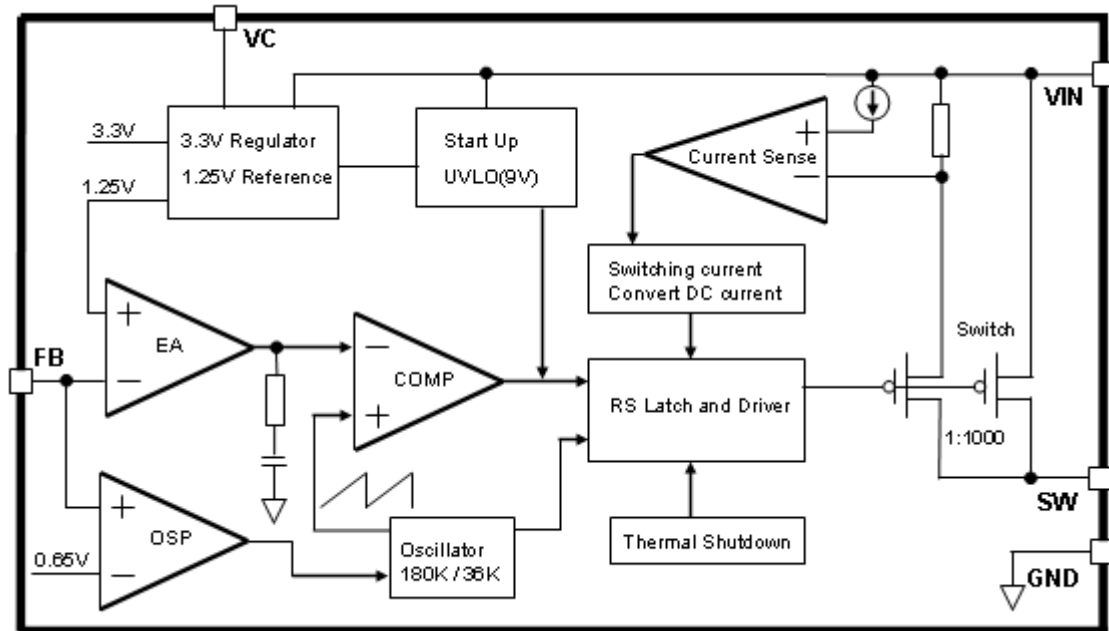 VC
VIN
3.3V
3.3V Regulator
1.25V Reference
1.25V
Start Up
UVLO(9V)
+
Current Sense
−
Switching current
Convert DC current
Switch
+
EA
−
FB
−
COMP
+
RS Latch and Driver
1:1000
SW
+
OSP
0.65V
−
Oscillator
180K / 36K
Thermal Shutdown
GND